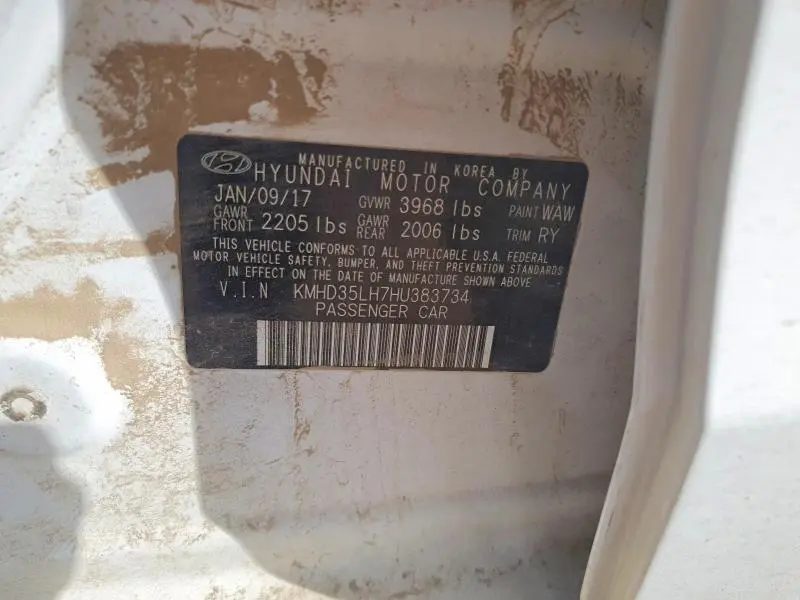 MANUFACTURED IN KOREA BY
HYUNDAI MOTOR COMPANY
JAN/09/17 GVWR 3968 lbs PAINT WAW
GAWR FRONT 2205 lbs GAWR REAR 2006 lbs TRIM RY
THIS VEHICLE CONFORMS TO ALL APPLICABLE U.S.A. FEDERAL
MOTOR VEHICLE SAFETY, BUMPER, AND THEFT PREVENTION STANDARDS
IN EFFECT ON THE DATE OF MANUFACTURE SHOWN ABOVE
V.I.N KMHD35LH7HU383734
PASSENGER CAR